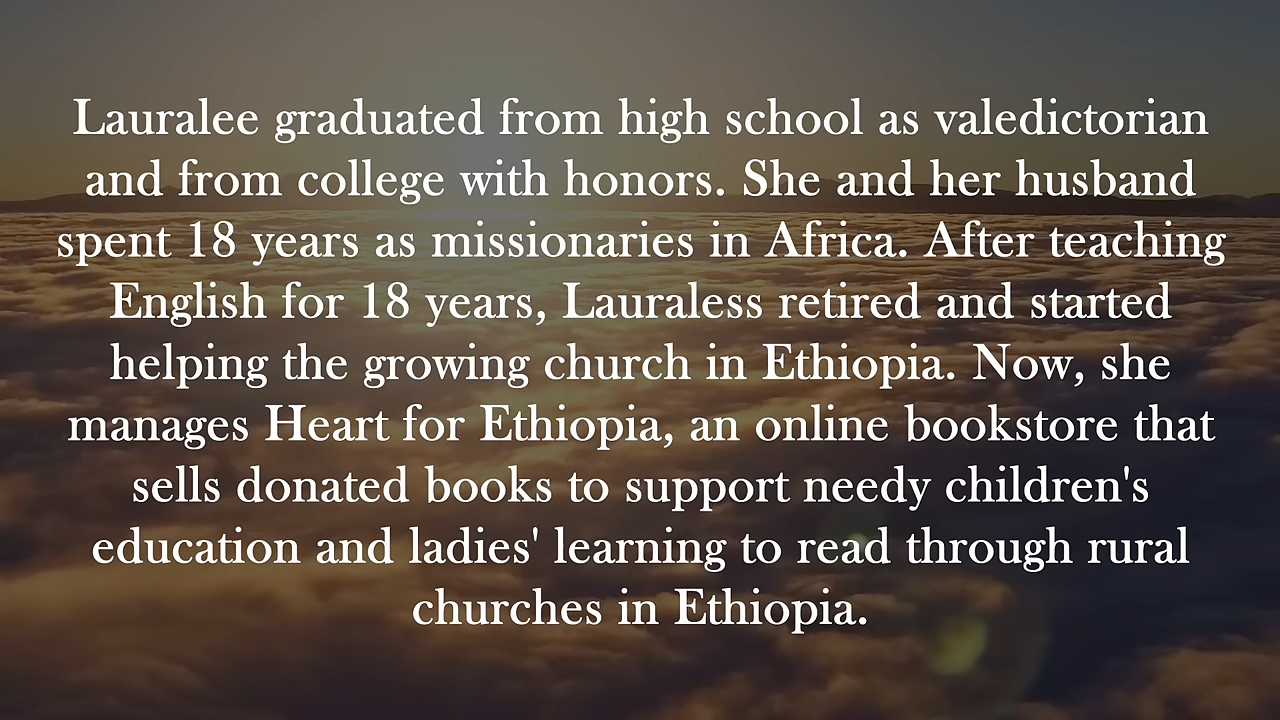 Lauralee graduated from high school as valedictorian
and from college with honors. She and her husband
spent 18 years as missionaries in Africa. After teaching
English for 18 years, Lauraless retired and started
helping the growing church in Ethiopia. Now, she
manages Heart for Ethiopia, an online bookstore that
sells donated books to support needy children's
education and ladies' learning to read through rural
churches in Ethiopia.